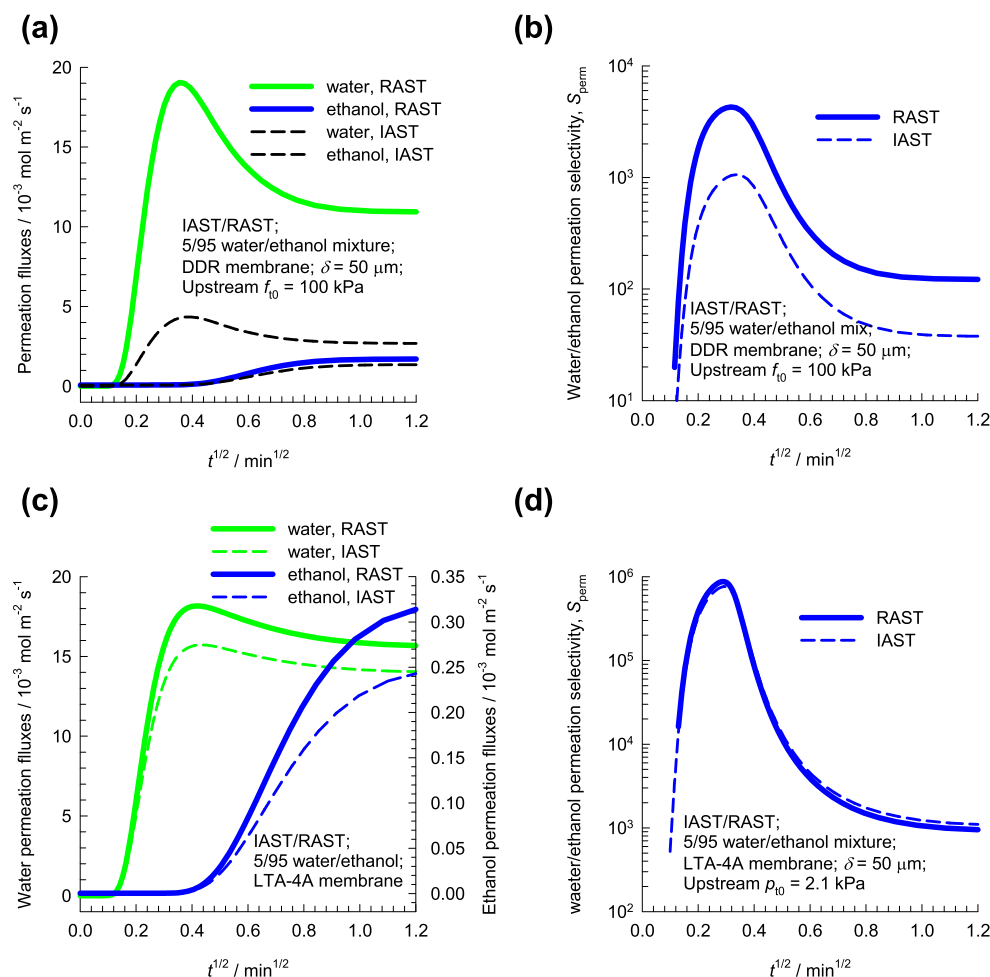 (a)
20
15
10
5
0
Permeation flluxes / 10⁻³ mol m⁻² s⁻¹
water, RAST
ethanol, RAST
water, IAST
ethanol, IAST
IAST/RAST;
5/95 water/ethanol mixture;
DDR membrane; δ = 50 µm;
Upstream f_t0 = 100 kPa
0.0 0.2 0.4 0.6 0.8 1.0 1.2
t^1/2 / min^1/2
(b)
10⁴
10³
10²
10¹
Water/ethanol permeation selectivity, S_perm
RAST
IAST
IAST/RAST;
5/95 water/ethanol mix,
DDR membrane; δ = 50 µm;
Upstream f_t0 = 100 kPa
0.0 0.2 0.4 0.6 0.8 1.0 1.2
t^1/2 / min^1/2
(c)
water, RAST
water, IAST
ethanol, RAST
ethanol, IAST
20
15
10
5
0
Water permeation flluxes / 10⁻³ mol m⁻² s⁻¹
0.35
0.30
0.25
0.20
0.15
0.10
0.05
0.00
Ethanol permeation flluxes / 10⁻³ mol m⁻² s⁻¹
IAST/RAST;
5/95 water/ethanol;
LTA-4A membrane
0.0 0.2 0.4 0.6 0.8 1.0 1.2
t^1/2 / min^1/2
(d)
10⁶
10⁵
10⁴
10³
10²
waeter/ethanol permeation selectivity, S_perm
RAST
IAST
IAST/RAST;
5/95 water/ethanol mixture;
LTA-4A membrane; δ = 50 µm;
Upstream p_t0 = 2.1 kPa
0.0 0.2 0.4 0.6 0.8 1.0 1.2
t^1/2 / min^1/2